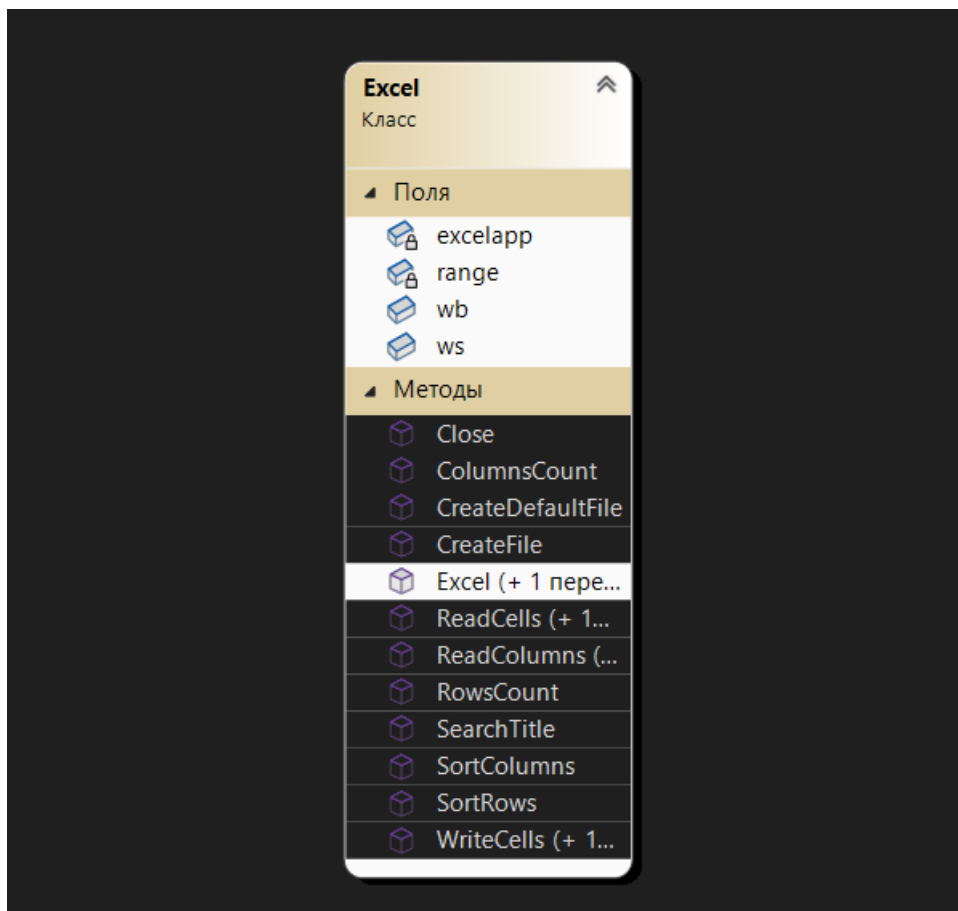 Excel
Класс
Поля
excelapp
range
wb
ws
Методы
Close
ColumnsCount
CreateDefaultFile
CreateFile
Excel (+ 1 пере...
ReadCells (+ 1...
ReadColumns (...
RowsCount
SearchTitle
SortColumns
SortRows
WriteCells (+ 1...